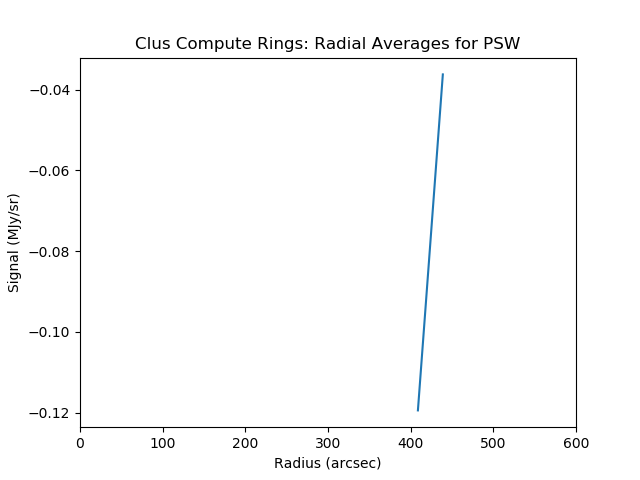 Clus Compute Rings: Radial Averages for PSW
−0.04
−0.06
−0.08
−0.10
−0.12
Signal (MJy/sr)
0 100 200 300 400 500 600
Radius (arcsec)